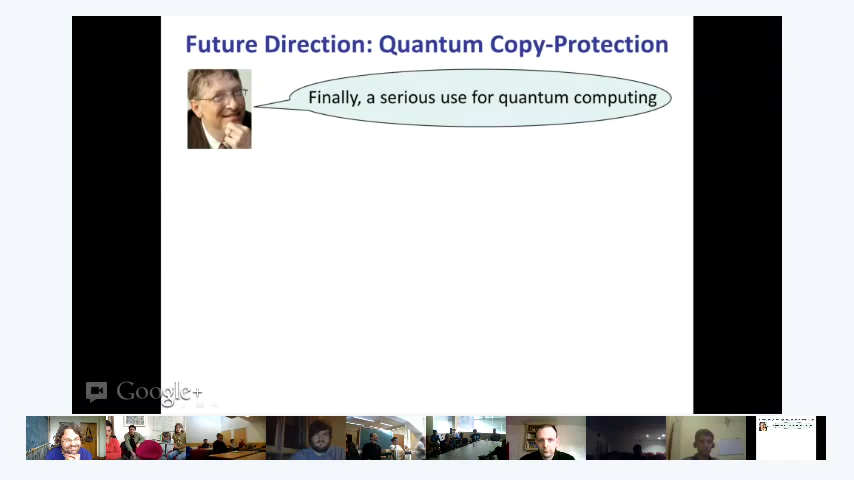 Future Direction: Quantum Copy-Protection
Finally, a serious use for quantum computing
Google+